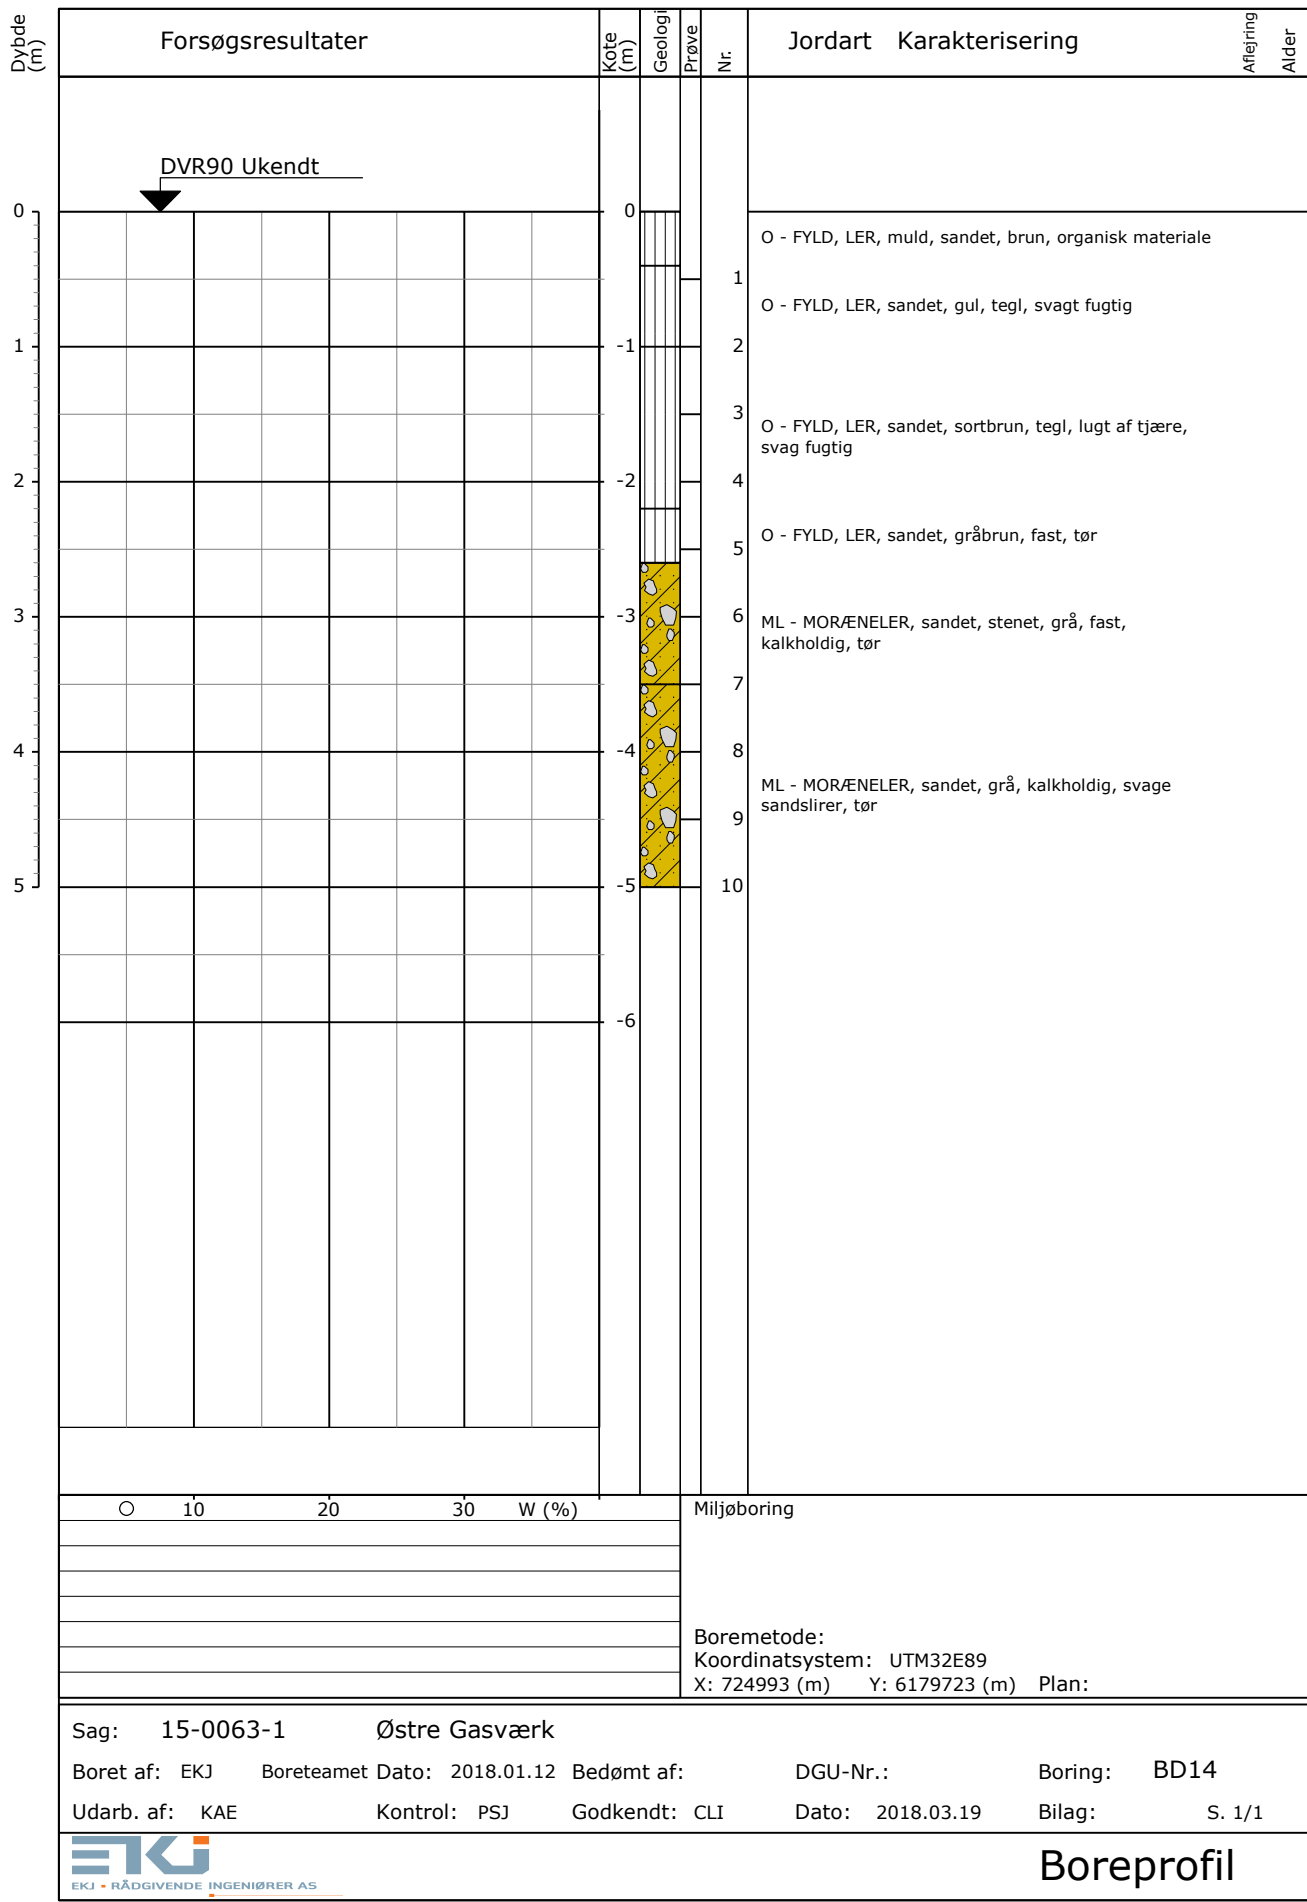 Dybde
(m)
Forsøgsresultater
Kote
(m)
Geologi
Prøve
Nr.
Jordart Karakterisering
Aflejring
Alder
DVR90 Ukendt
0
0
O - FYLD, LER, muld, sandet, brun, organisk materiale
1
O - FYLD, LER, sandet, gul, tegl, svagt fugtig
1
-1
2
3
O - FYLD, LER, sandet, sortbrun, tegl, lugt af tjære,
svag fugtig
2
-2
4
O - FYLD, LER, sandet, gråbrun, fast, tør
5
3
-3
6
ML - MORÆNELER, sandet, stenet, grå, fast,
kalkholdig, tør
7
4
-4
8
ML - MORÆNELER, sandet, grå, kalkholdig, svage
sandslirer, tør
9
5
-5
10
-6
10 20 30 W (%)
Miljøboring
Boremetode:
Koordinatsystem: UTM32E89
X: 724993 (m) Y: 6179723 (m) Plan:
Sag: 15-0063-1 Østre Gasværk
Boret af: EKJ Boreteamet Dato: 2018.01.12 Bedømt af: DGU-Nr.: Boring: BD14
Udarb. af: KAE Kontrol: PSJ Godkendt: CLI Dato: 2018.03.19 Bilag: S. 1/1
EKJ
EKJ - RÅDGIVENDE INGENIØRER AS
Boreprofil